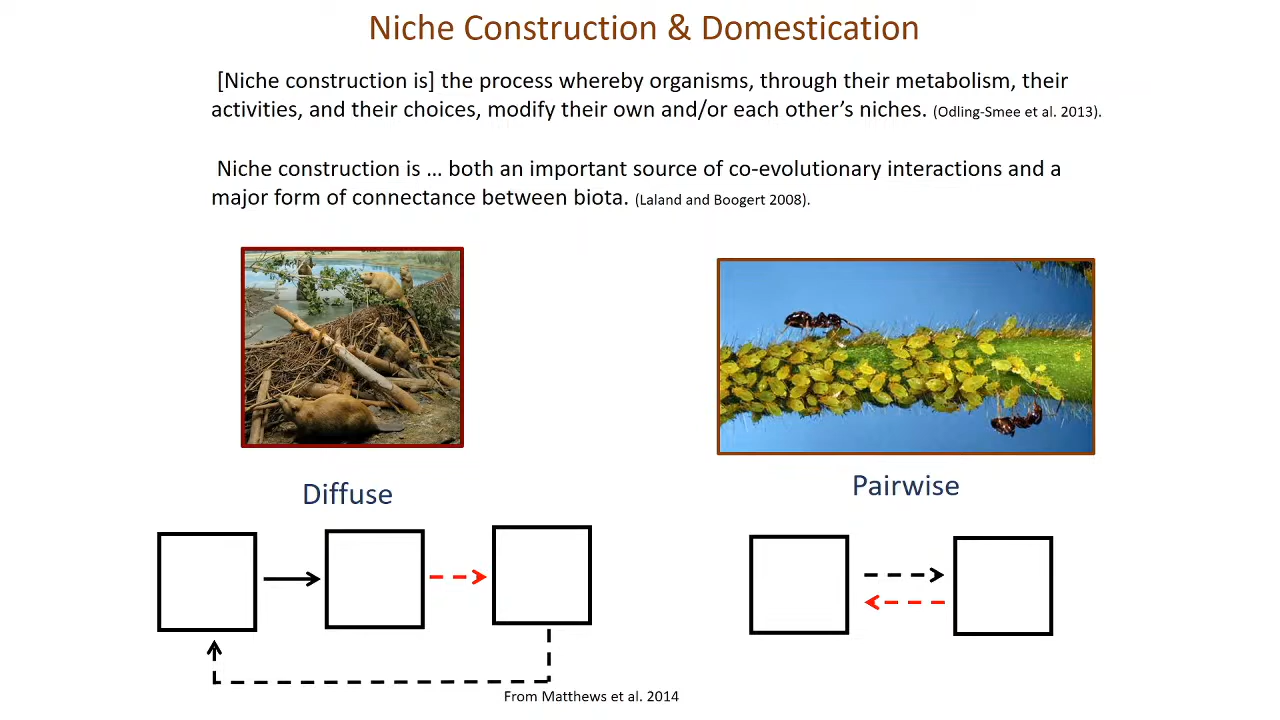 Niche Construction & Domestication
[Niche construction is] the process whereby organisms, through their metabolism, their
activities, and their choices, modify their own and/or each other’s niches. (Odling-Smee et al. 2013).
Niche construction is … both an important source of co-evolutionary interactions and a
major form of connectance between biota. (Laland and Boogert 2008).
Diffuse
Pairwise
From Matthews et al. 2014